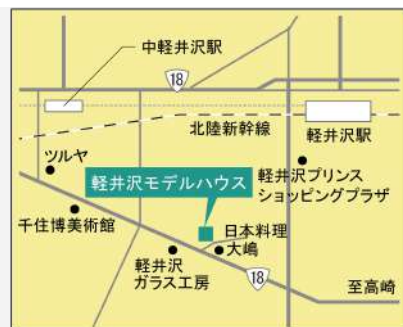 中軽井沢駅
18
北陸新幹線
軽井沢駅
ツルヤ
軽井沢モデルハウス
軽井沢プリンス
ショッピングプラザ
千住博美術館
日本料理
大嶋
軽井沢
ガラス工房
18
至高崎